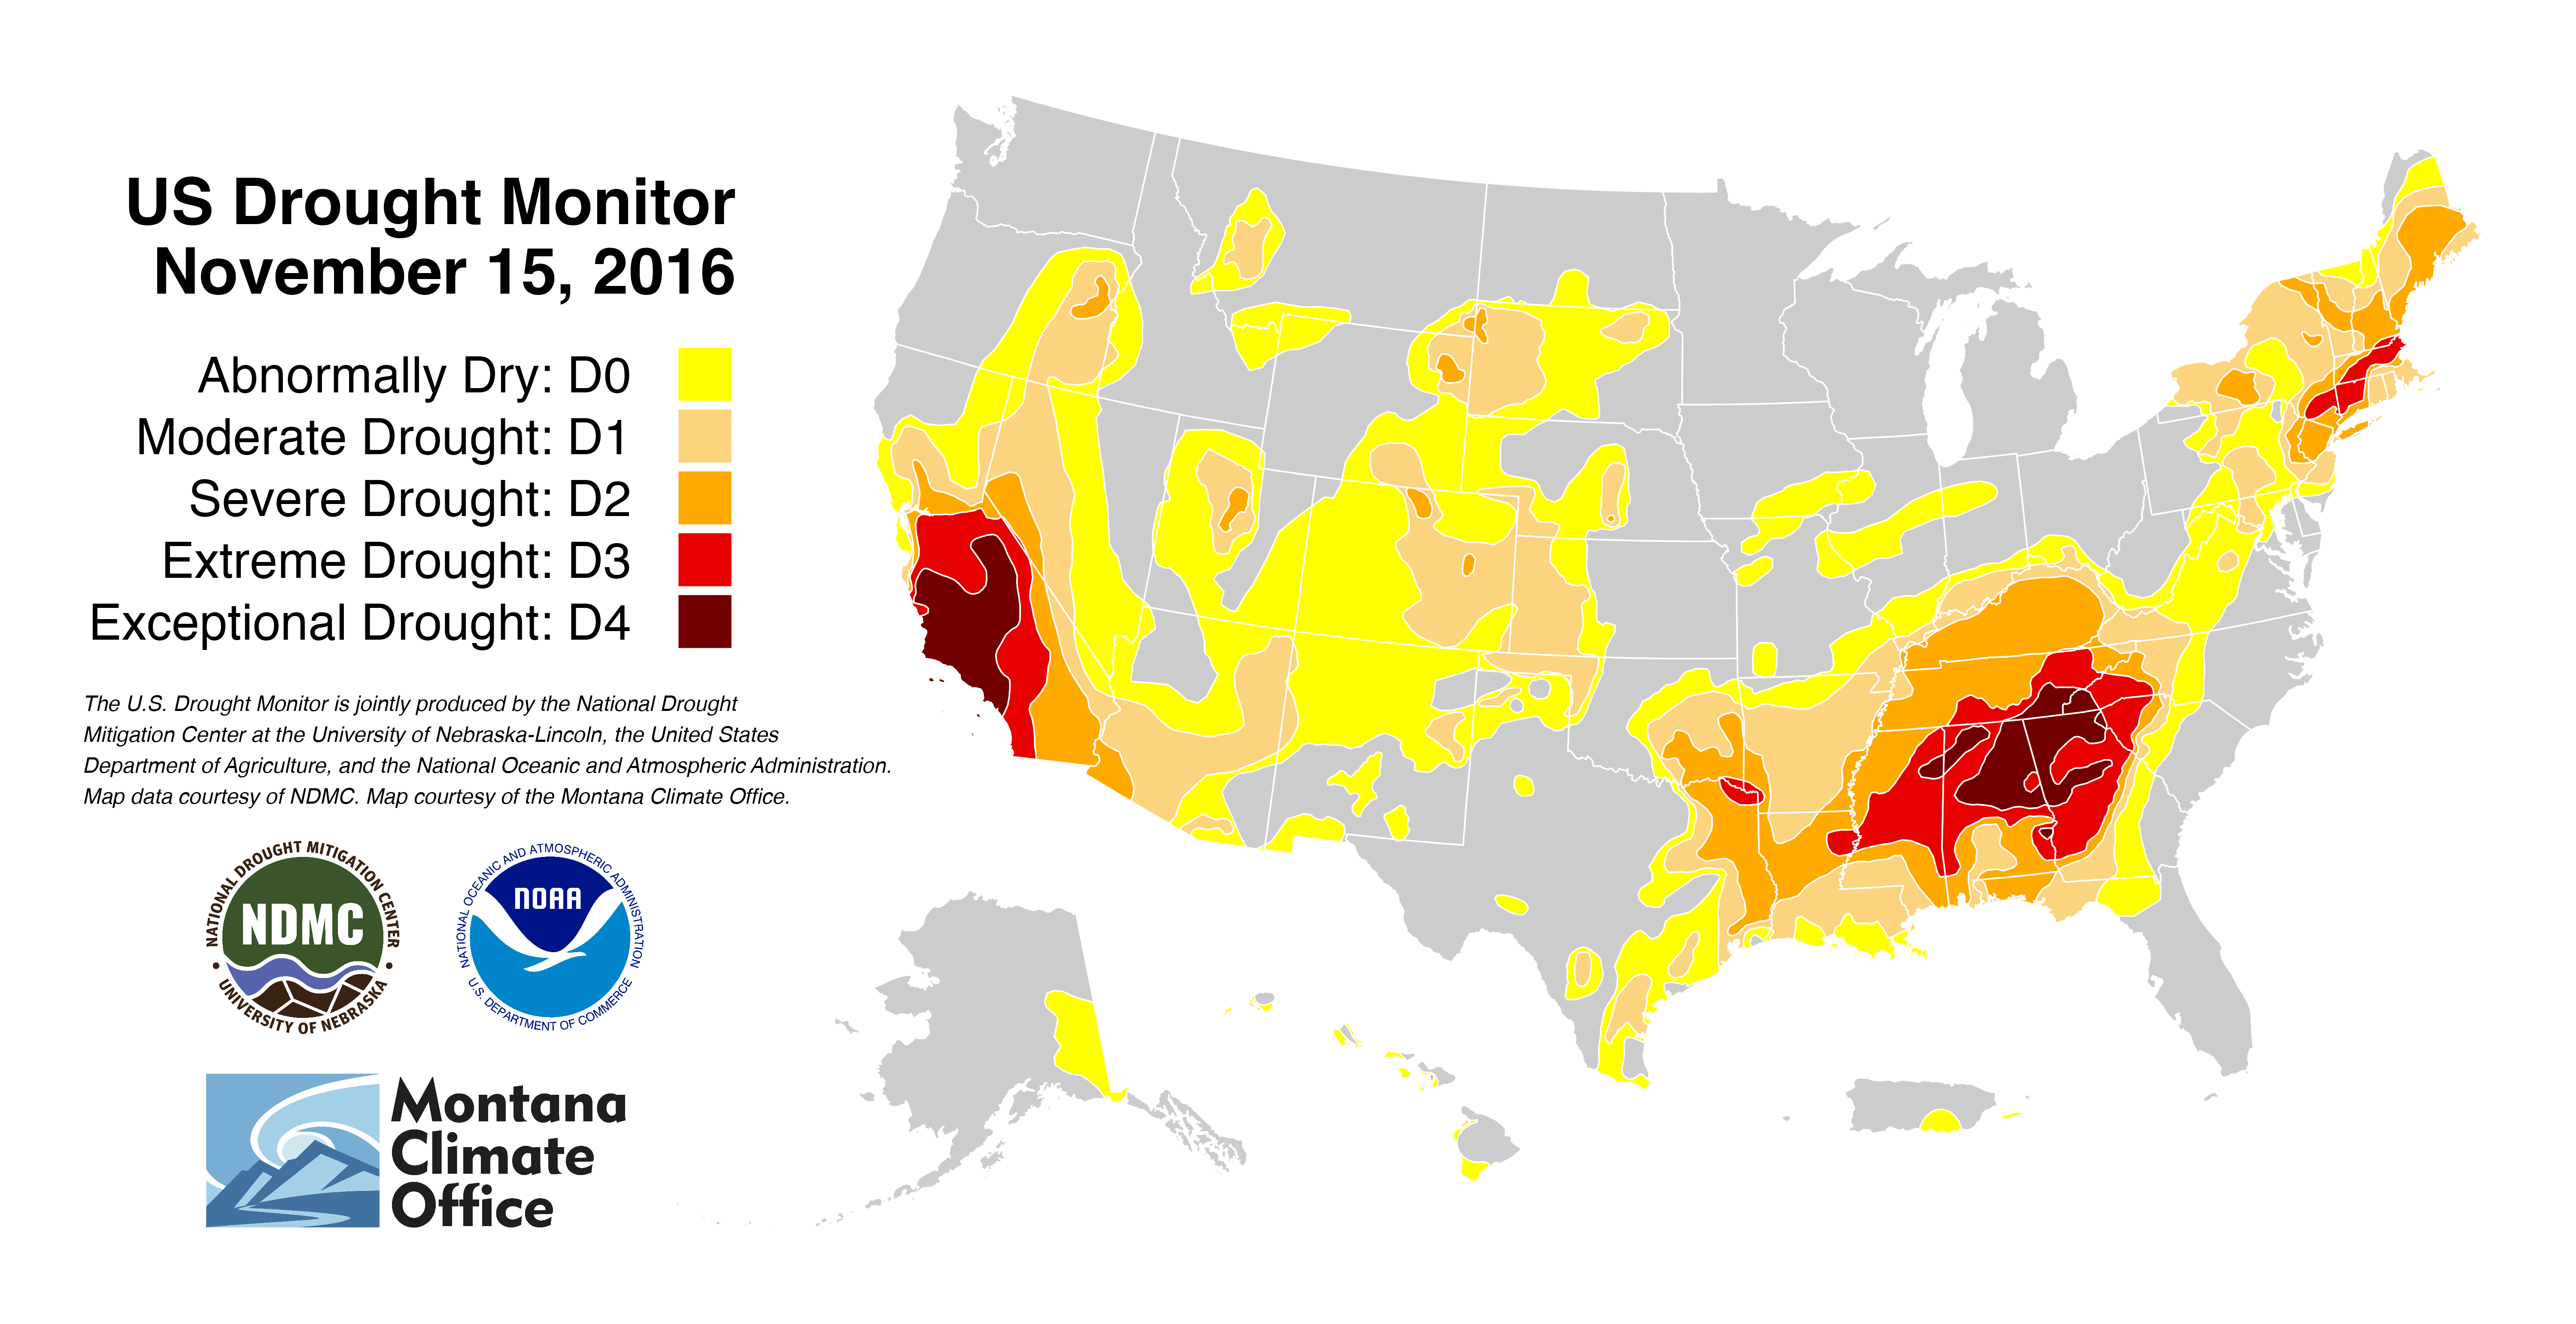 US Drought Monitor
November 15, 2016
Abnormally Dry: D0
Moderate Drought: D1
Severe Drought: D2
Extreme Drought: D3
Exceptional Drought: D4
The U.S. Drought Monitor is jointly produced by the National Drought
Mitigation Center at the University of Nebraska-Lincoln, the United States
Department of Agriculture, and the National Oceanic and Atmospheric Administration.
Map data courtesy of NDMC. Map courtesy of the Montana Climate Office.
NATIONAL DROUGHT MITIGATION CENTER
NDMC
• UNIVERSITY OF NEBRASKA •
NATIONAL OCEANIC AND ATMOSPHERIC ADMINISTRATION
NOAA
U.S. DEPARTMENT OF COMMERCE
Montana
Climate
Office